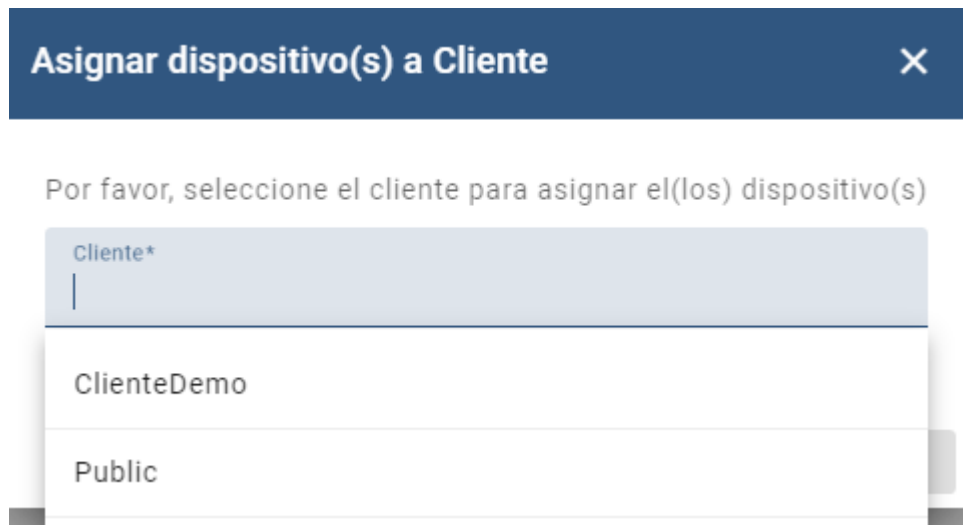 Asignar dispositivo(s) a Cliente
Por favor, seleccione el cliente para asignar el(los) dispositivo(s)
Cliente*
ClienteDemo
Public